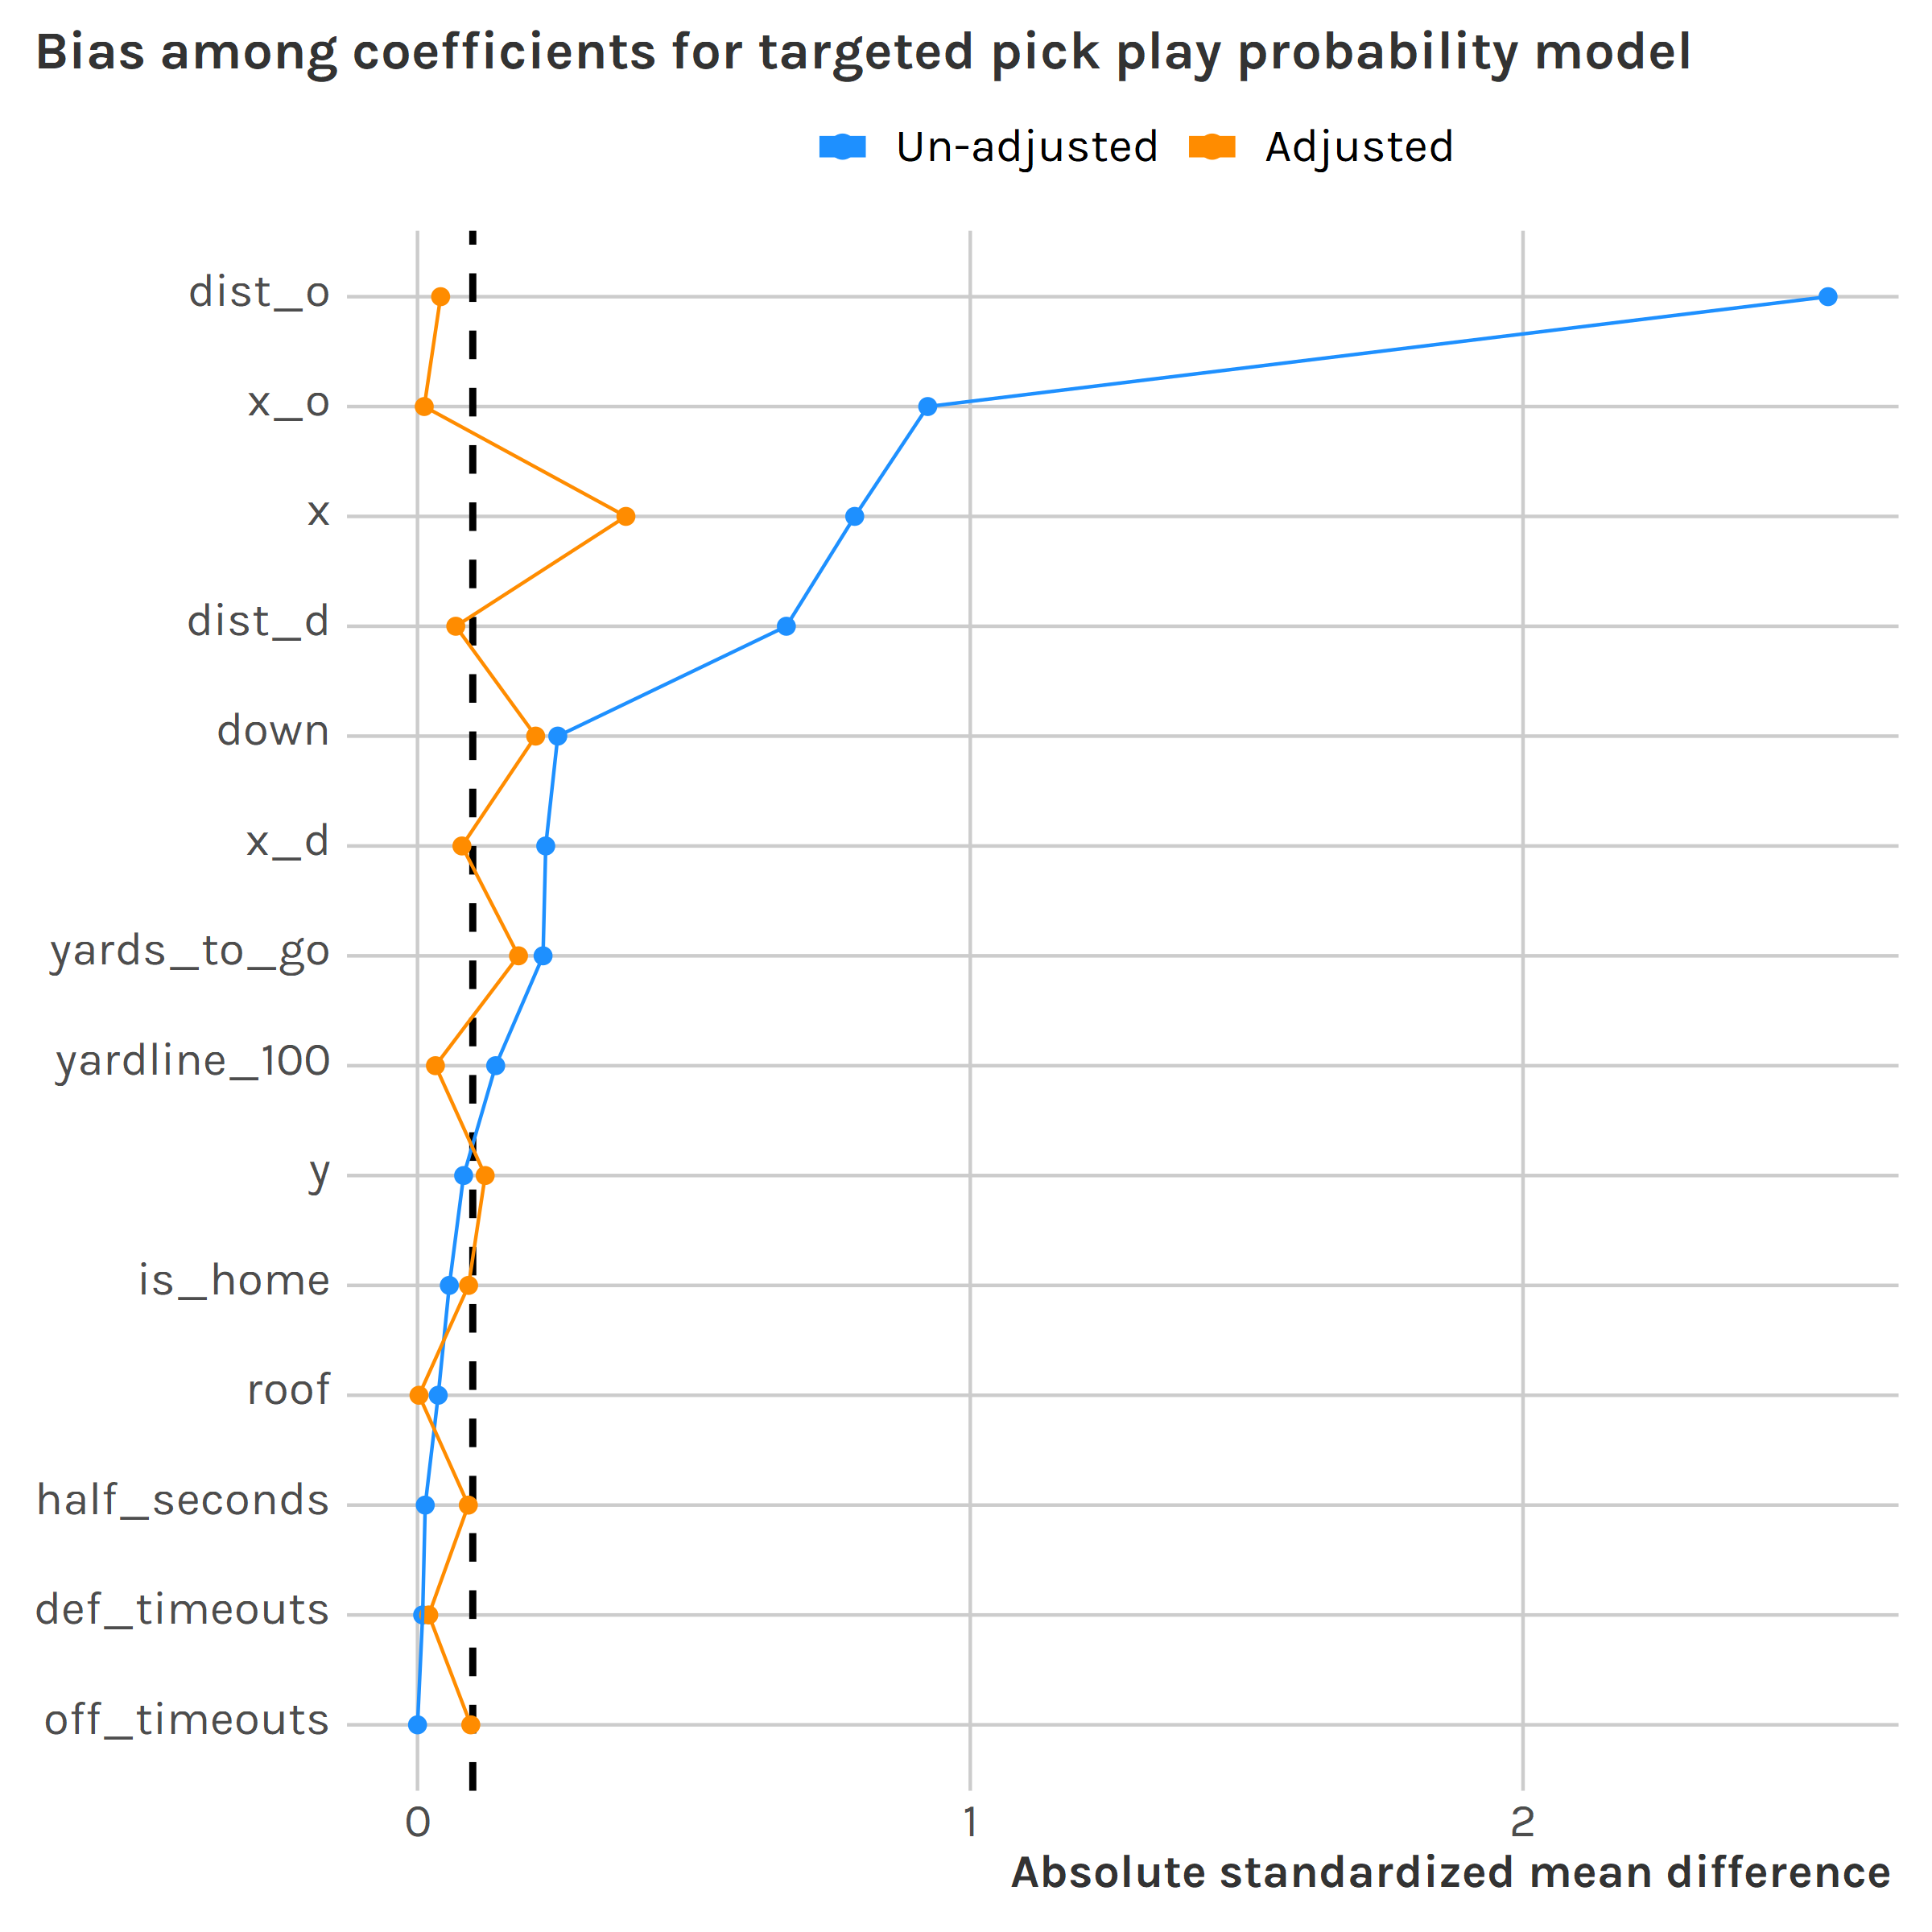 Bias among coefficients for targeted pick play probability model
Un-adjusted Adjusted
dist_o
x_o
x
dist_d
down
x_d
yards_to_go
yardline_100
y
is_home
roof
half_seconds
def_timeouts
off_timeouts
0 1 2
Absolute standardized mean difference